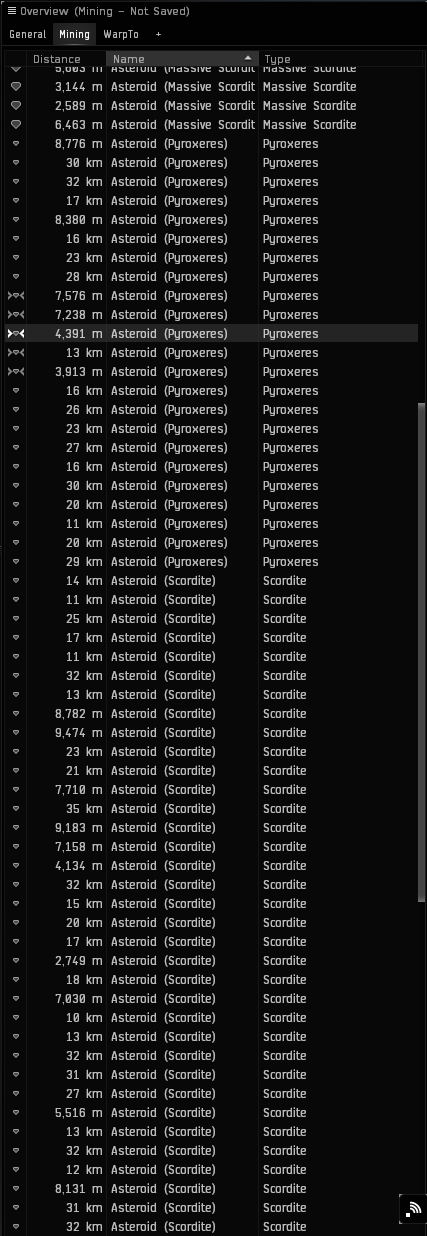 Overview (Mining – Not Saved)
General Mining WarpTo +
Distance Name Type
5,603 m Asteroid (Massive Scordit Massive Scordite
3,144 m Asteroid (Massive Scordit Massive Scordite
2,589 m Asteroid (Massive Scordit Massive Scordite
6,463 m Asteroid (Massive Scordit Massive Scordite
8,776 m Asteroid (Pyroxeres) Pyroxeres
30 km Asteroid (Pyroxeres) Pyroxeres
32 km Asteroid (Pyroxeres) Pyroxeres
17 km Asteroid (Pyroxeres) Pyroxeres
8,380 m Asteroid (Pyroxeres) Pyroxeres
16 km Asteroid (Pyroxeres) Pyroxeres
23 km Asteroid (Pyroxeres) Pyroxeres
28 km Asteroid (Pyroxeres) Pyroxeres
7,576 m Asteroid (Pyroxeres) Pyroxeres
7,238 m Asteroid (Pyroxeres) Pyroxeres
4,391 m Asteroid (Pyroxeres) Pyroxeres
13 km Asteroid (Pyroxeres) Pyroxeres
3,913 m Asteroid (Pyroxeres) Pyroxeres
16 km Asteroid (Pyroxeres) Pyroxeres
26 km Asteroid (Pyroxeres) Pyroxeres
23 km Asteroid (Pyroxeres) Pyroxeres
27 km Asteroid (Pyroxeres) Pyroxeres
16 km Asteroid (Pyroxeres) Pyroxeres
30 km Asteroid (Pyroxeres) Pyroxeres
20 km Asteroid (Pyroxeres) Pyroxeres
11 km Asteroid (Pyroxeres) Pyroxeres
20 km Asteroid (Pyroxeres) Pyroxeres
29 km Asteroid (Pyroxeres) Pyroxeres
14 km Asteroid (Scordite) Scordite
11 km Asteroid (Scordite) Scordite
25 km Asteroid (Scordite) Scordite
17 km Asteroid (Scordite) Scordite
11 km Asteroid (Scordite) Scordite
32 km Asteroid (Scordite) Scordite
13 km Asteroid (Scordite) Scordite
8,782 m Asteroid (Scordite) Scordite
9,474 m Asteroid (Scordite) Scordite
23 km Asteroid (Scordite) Scordite
21 km Asteroid (Scordite) Scordite
7,710 m Asteroid (Scordite) Scordite
35 km Asteroid (Scordite) Scordite
9,183 m Asteroid (Scordite) Scordite
7,158 m Asteroid (Scordite) Scordite
4,134 m Asteroid (Scordite) Scordite
32 km Asteroid (Scordite) Scordite
15 km Asteroid (Scordite) Scordite
20 km Asteroid (Scordite) Scordite
17 km Asteroid (Scordite) Scordite
2,749 m Asteroid (Scordite) Scordite
18 km Asteroid (Scordite) Scordite
7,030 m Asteroid (Scordite) Scordite
10 km Asteroid (Scordite) Scordite
13 km Asteroid (Scordite) Scordite
32 km Asteroid (Scordite) Scordite
31 km Asteroid (Scordite) Scordite
27 km Asteroid (Scordite) Scordite
5,516 m Asteroid (Scordite) Scordite
13 km Asteroid (Scordite) Scordite
32 km Asteroid (Scordite) Scordite
12 km Asteroid (Scordite) Scordite
8,131 m Asteroid (Scordite) Scordite
31 km Asteroid (Scordite) Scordite
32 km Asteroid (Scordite) Scordite